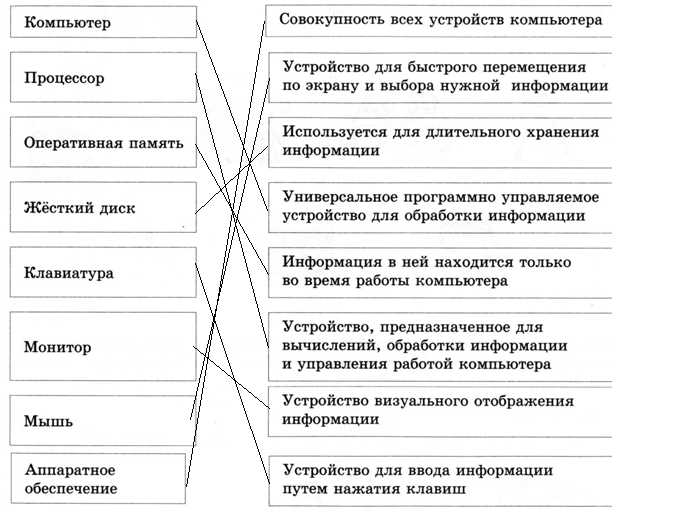 Компьютер
Процессор
Оперативная память
Жёсткий диск
Клавиатура
Монитор
Мышь
Аппаратное
обеспечение
Совокупность всех устройств компьютера
Устройство для быстрого перемещения
по экрану и выбора нужной информации
Используется для длительного хранения
информации
Универсальное программно управляемое
устройство для обработки информации
Информация в ней находится только
во время работы компьютера
Устройство, предназначенное для
вычислений, обработки информации
и управления работой компьютера
Устройство визуального отображения
информации
Устройство для ввода информации
путем нажатия клавиш